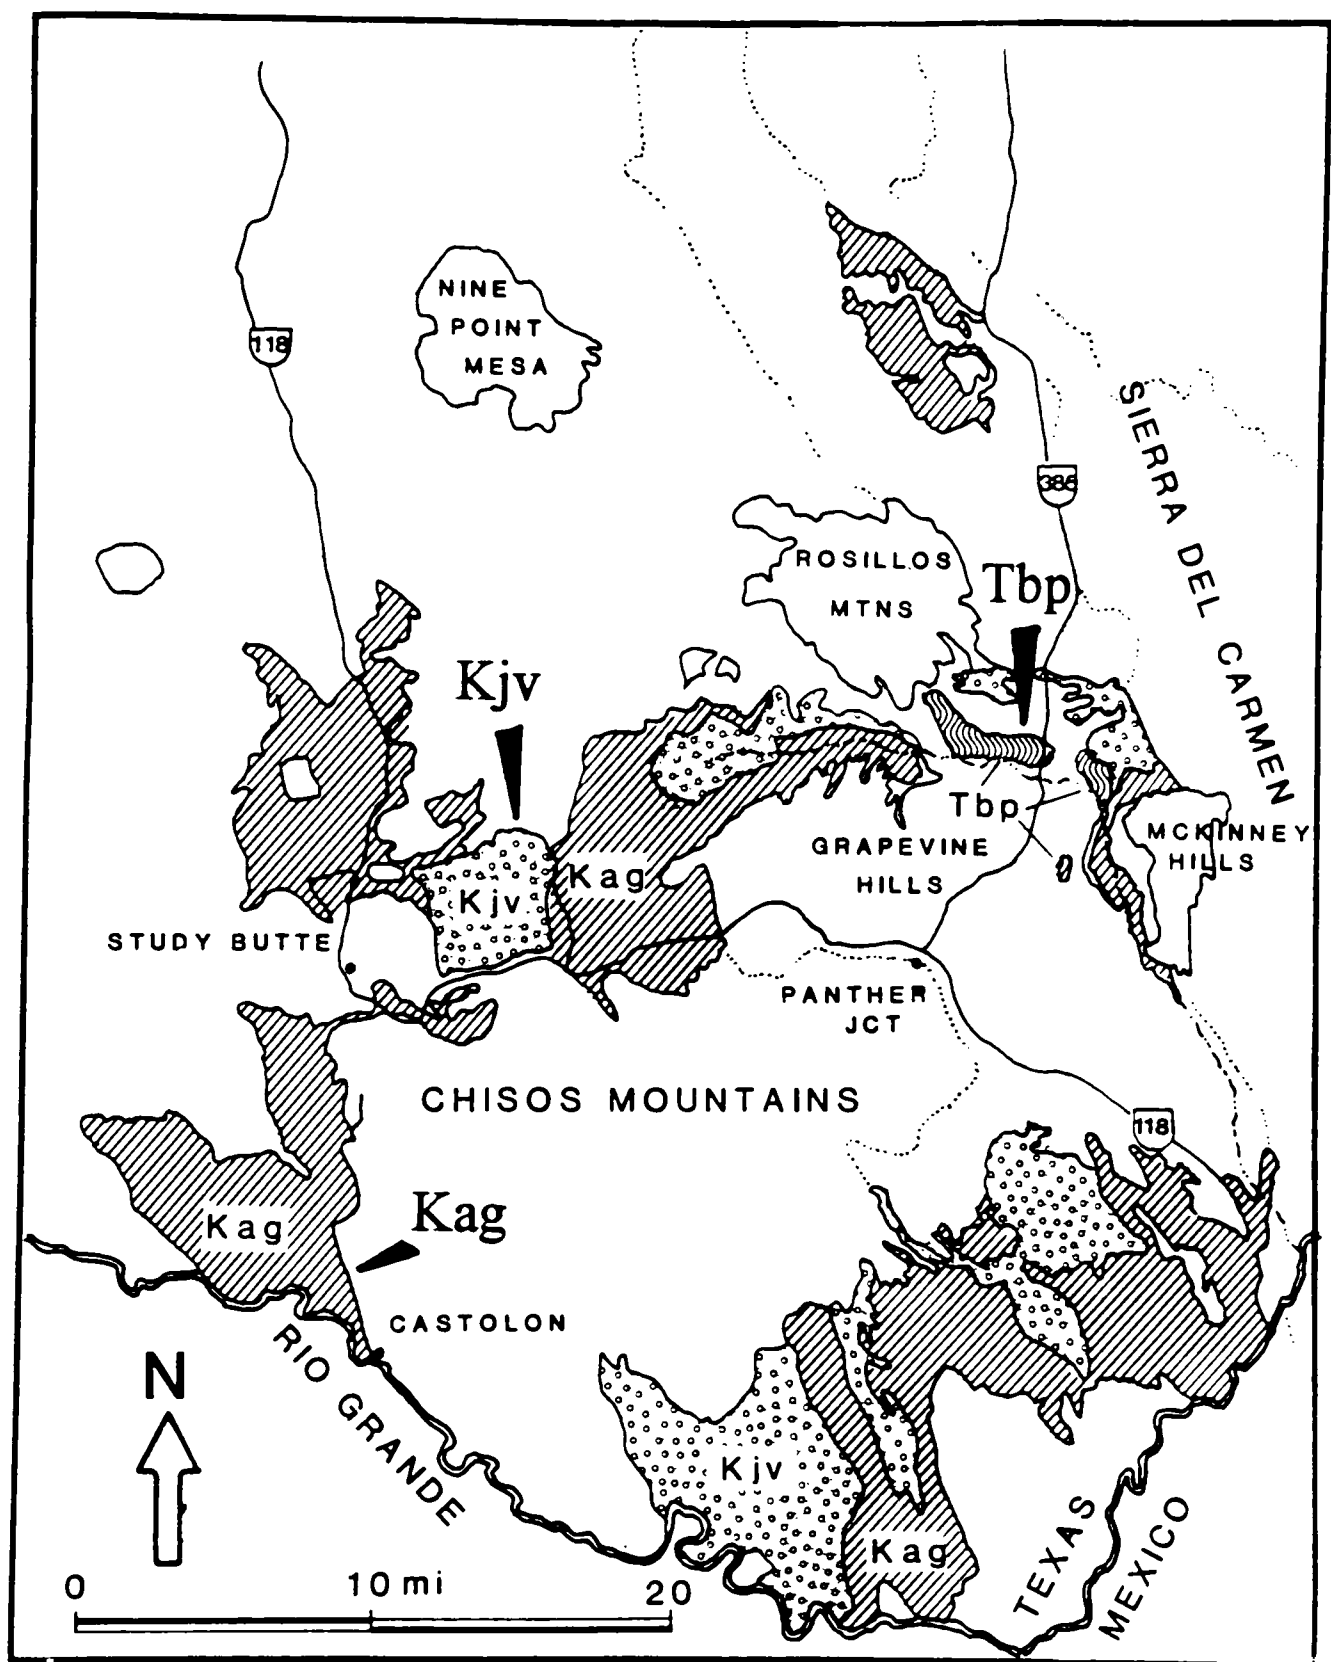 NINE
POINT
MESA
118
SIERRA DEL CARMEN
385
ROSILLOS
MTNS
Tbp
Kjv
Tbp
MCKINNEY
HILLS
GRAPEVINE
HILLS
Kag
Kjv
STUDY BUTTE
PANTHER
JCT
CHISOS MOUNTAINS
118
Kag
Kag
CASTOLON
RIO GRANDE
N
Kjv
Kag
TEXAS
MEXICO
0 10 mi 20